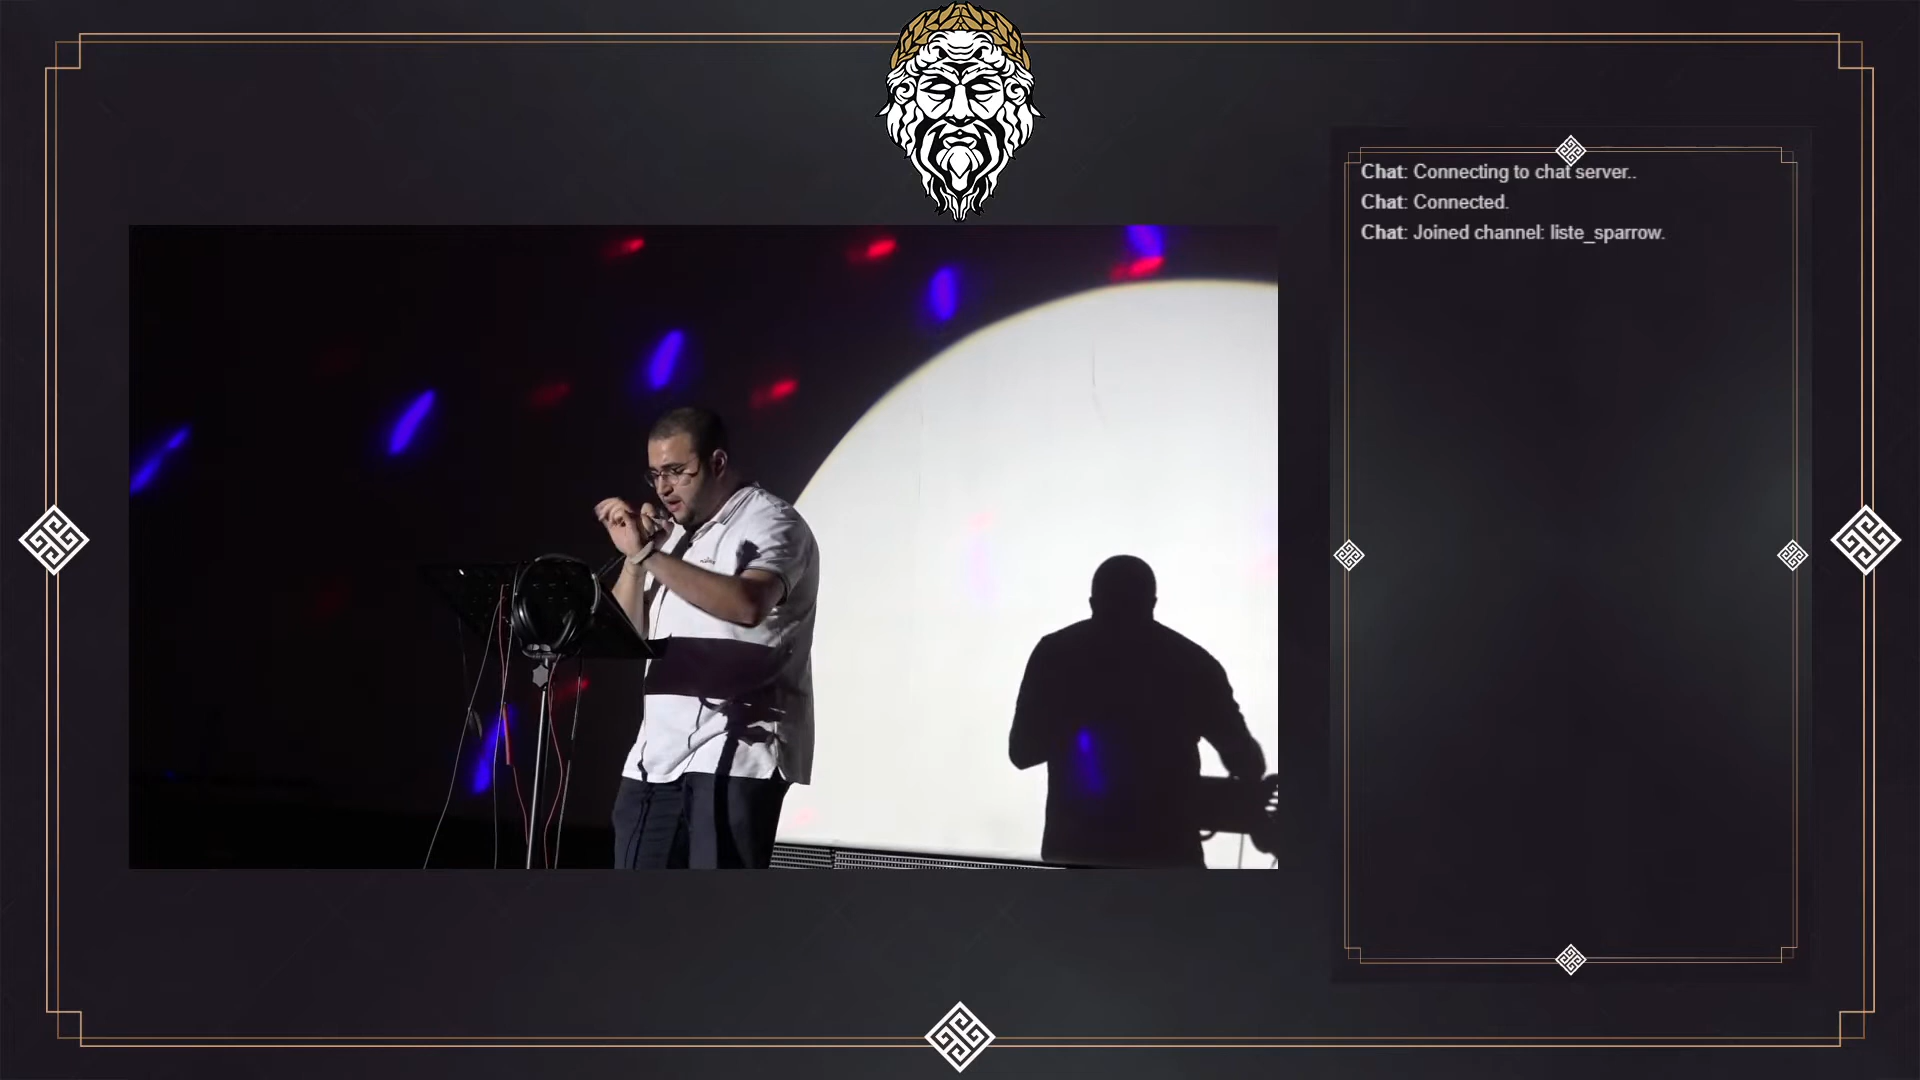 Chat: Connecting to chat server..
Chat: Connected.
Chat: Joined channel: liste_sparrow.